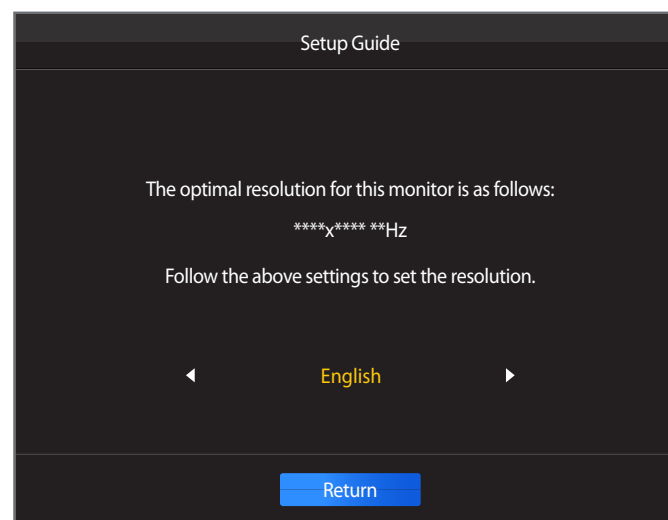 Setup Guide
The optimal resolution for this monitor is as follows:
****x**** **Hz
Follow the above settings to set the resolution.
English
Return